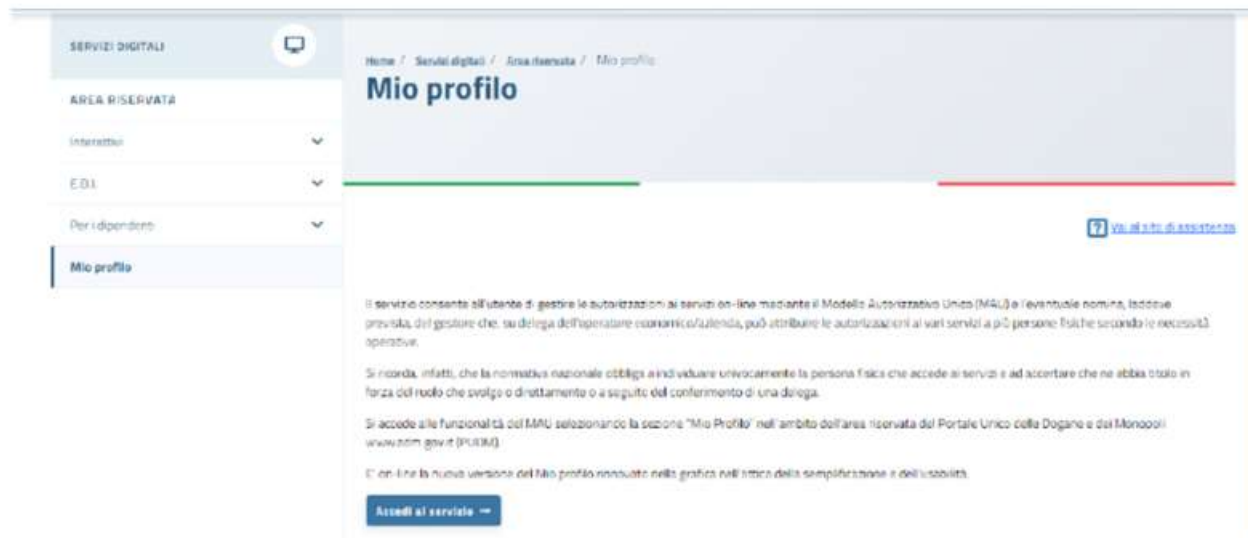 SERVIZI DIGITALI
AREA RISERVATA
Interattivi
E.D.I.
Per i dipendenti
Mio profilo
Home / Servizi digitali / Area riservata / Mio profilo
Mio profilo
Vai al sito di assistenza
Il servizio consente all'utente di gestire le autorizzazioni ai servizi on-line mediante il Modello Autorizzativo Unico (MAU) e l'eventuale nomina, laddove
prevista, del gestore che, su delega dell'operatore economico/azienda, può attribuire le autorizzazioni ai vari servizi a più persone fisiche secondo le necessità
operative.
Si ricorda, infatti, che la normativa nazionale obbliga a individuare univocamente la persona fisica che accede ai servizi e ad accertare che ne abbia titolo in
forza del ruolo che svolge o direttamente o a seguito del conferimento di una delega.
Si accede alle funzionalità del MAU selezionando la sezione "Mio Profilo" nell'ambito dell'area riservata del Portale Unico delle Dogane e dei Monopoli
www.adm.gov.it (PUDM).
E' on-line la nuova versione del Mio profilo rinnovato nella grafica nell'ottica della semplificazione e dell'usabilità.
Accedi al servizio →